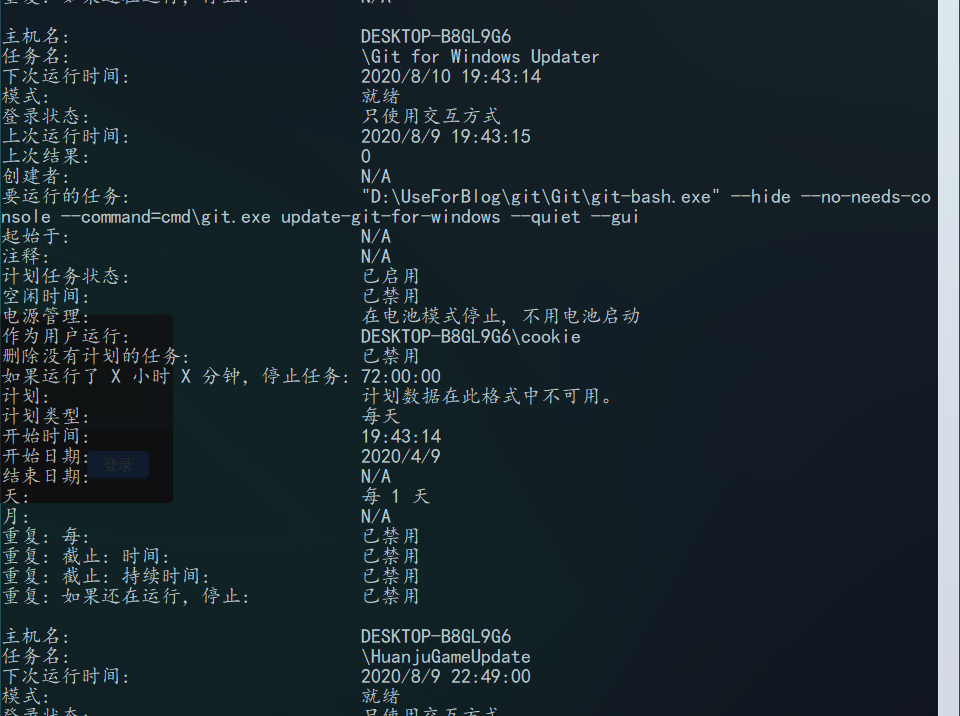 重复: 如果还在运行，停止: N/A
主机名: DESKTOP-B8GL9G6
任务名: \Git for Windows Updater
下次运行时间: 2020/8/10 19:43:14
模式: 就绪
登录状态: 只使用交互方式
上次运行时间: 2020/8/9 19:43:15
上次结果: 0
创建者: N/A
要运行的任务: "D:\UseForBlog\git\Git\git-bash.exe" --hide --no-needs-co
nsole --command=cmd\git.exe update-git-for-windows --quiet --gui
起始于: N/A
注释: N/A
计划任务状态: 已启用
空闲时间: 已禁用
电源管理: 在电池模式停止, 不用电池启动
作为用户运行: DESKTOP-B8GL9G6\cookie
删除没有计划的任务: 已禁用
如果运行了 X 小时 X 分钟，停止任务: 72:00:00
计划: 计划数据在此格式中不可用。
计划类型: 每天
开始时间: 19:43:14
开始日期: 2020/4/9
登录
结束日期: N/A
天: 每 1 天
月: N/A
重复: 每: 已禁用
重复: 截止: 时间: 已禁用
重复: 截止: 持续时间: 已禁用
重复: 如果还在运行，停止: 已禁用
主机名: DESKTOP-B8GL9G6
任务名: \HuanjuGameUpdate
下次运行时间: 2020/8/9 22:49:00
模式: 就绪
登录状态: 只使用交互方式